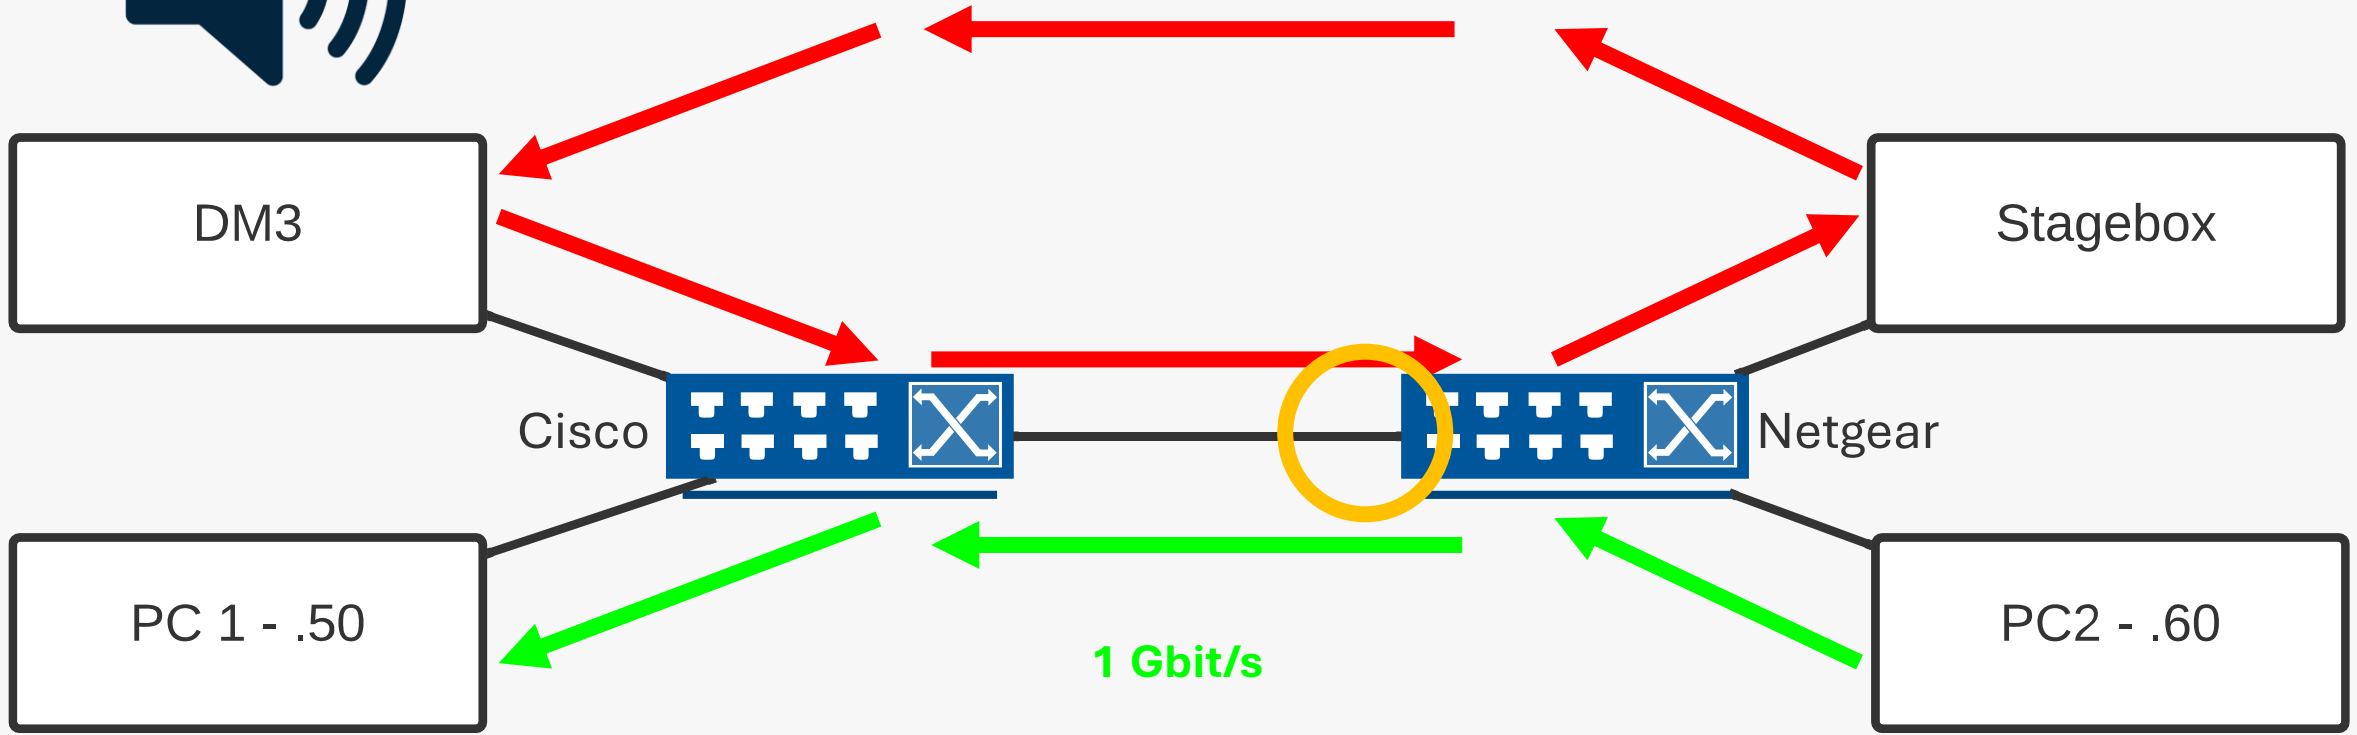 DM3
Stagebox
Cisco
Netgear
PC 1 - .50
PC2 - .60
1 Gbit/s